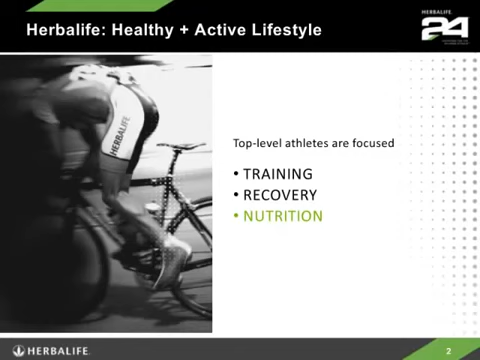 Herbalife: Healthy + Active Lifestyle
HERBALIFE
24
HERBALIFE
Top-level athletes are focused
• TRAINING
• RECOVERY
• NUTRITION
HERBALIFE
2